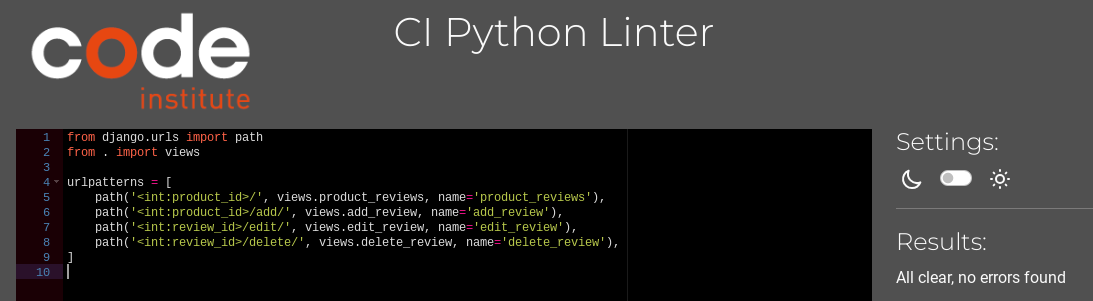 code
institute
CI Python Linter
1 from django.urls import path
2 from . import views
3
4 urlpatterns = [
5     path('<int:product_id>/', views.product_reviews, name='product_reviews'),
6     path('<int:product_id>/add/', views.add_review, name='add_review'),
7     path('<int:review_id>/edit/', views.edit_review, name='edit_review'),
8     path('<int:review_id>/delete/', views.delete_review, name='delete_review'),
9 ]
10
Settings:
Results:
All clear, no errors found